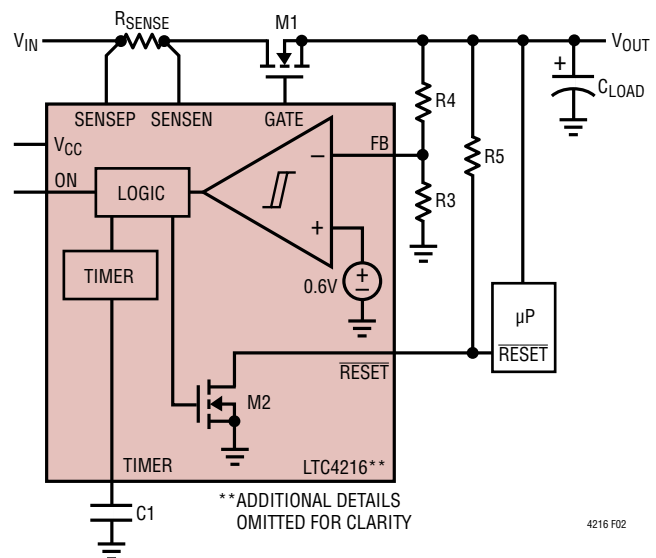 RSENSE
M1
VIN
VOUT
+
CLOAD
SENSEP SENSEN GATE
R4
VCC
FB
R5
ON
−
LOGIC
R3
+
TIMER
+
−
0.6V
µP
RESET
RESET
M2
TIMER
LTC4216**
C1
**ADDITIONAL DETAILS
OMITTED FOR CLARITY
4216 F02